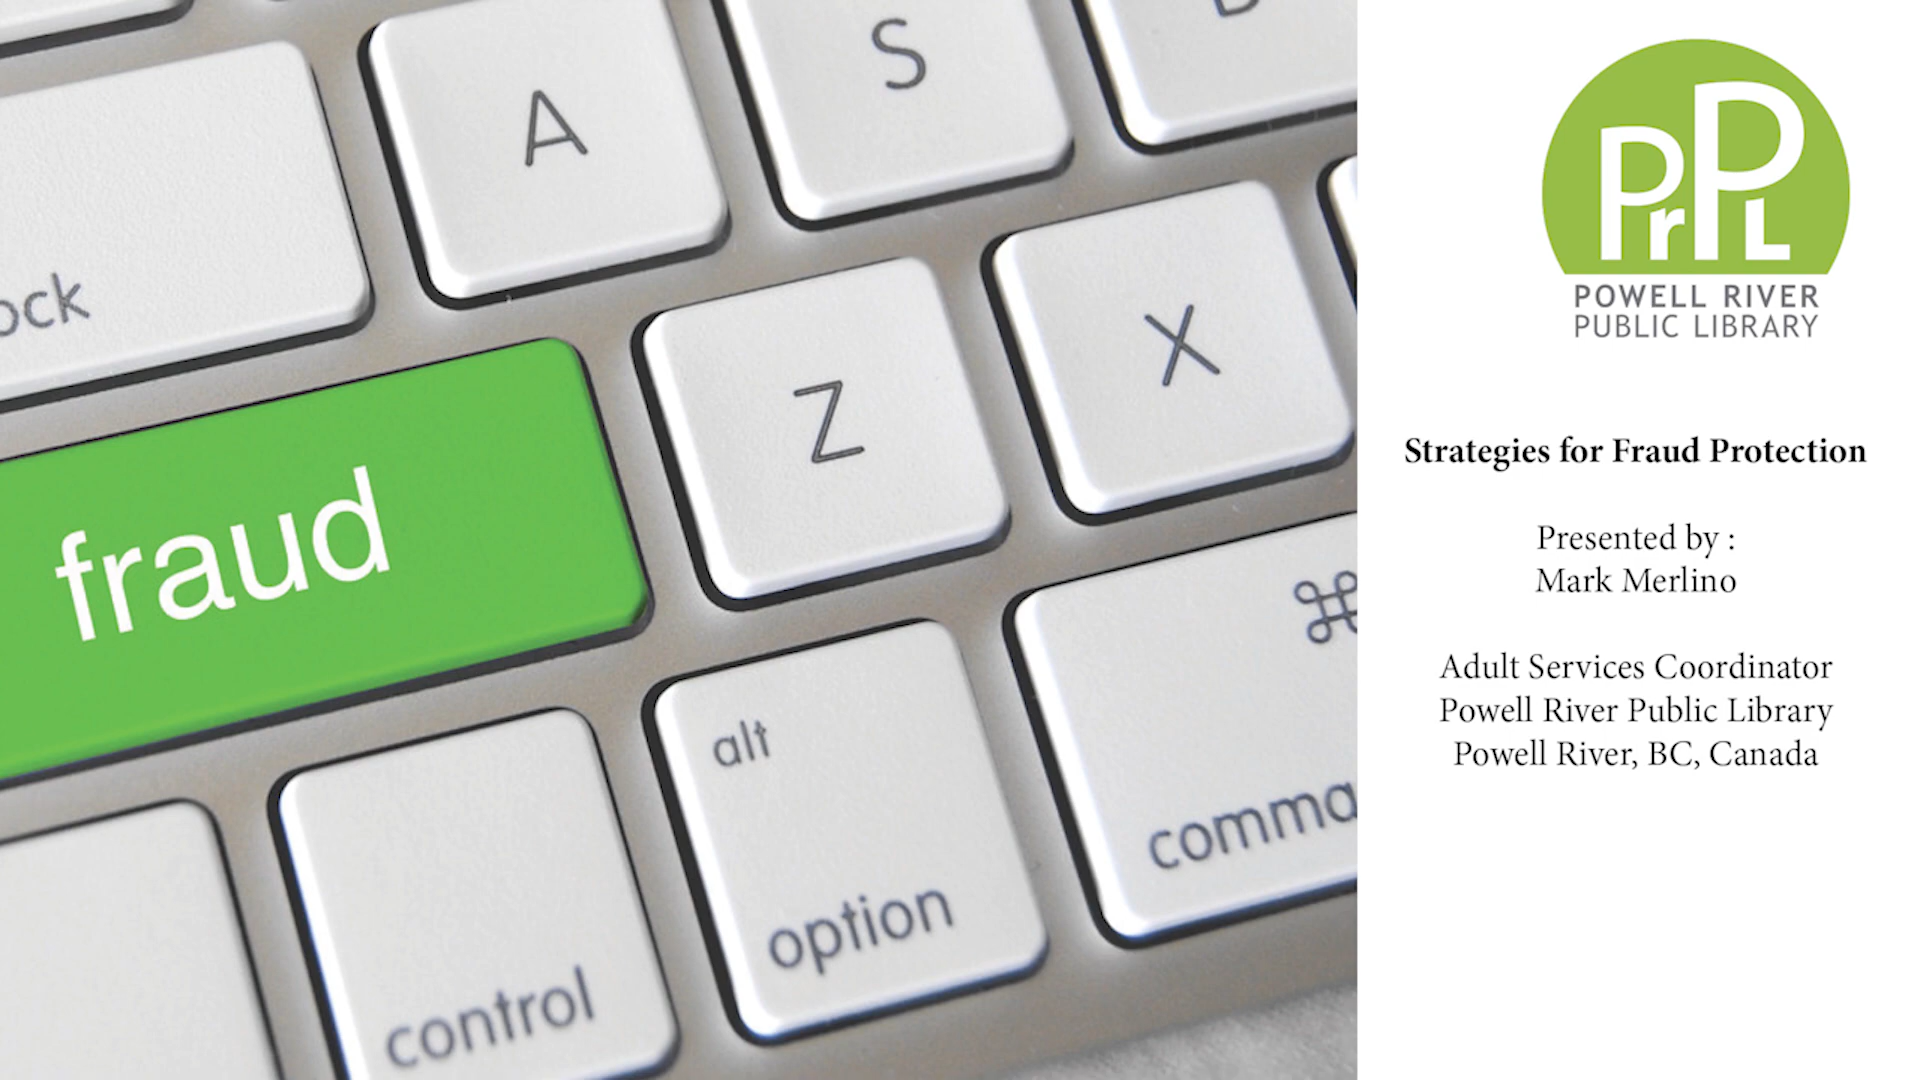 A
S
ock
Z
X
fraud
⌘
alt
comma
option
control
PrPL
POWELL RIVER
PUBLIC LIBRARY
Strategies for Fraud Protection
Presented by :
Mark Merlino
Adult Services Coordinator
Powell River Public Library
Powell River, BC, Canada